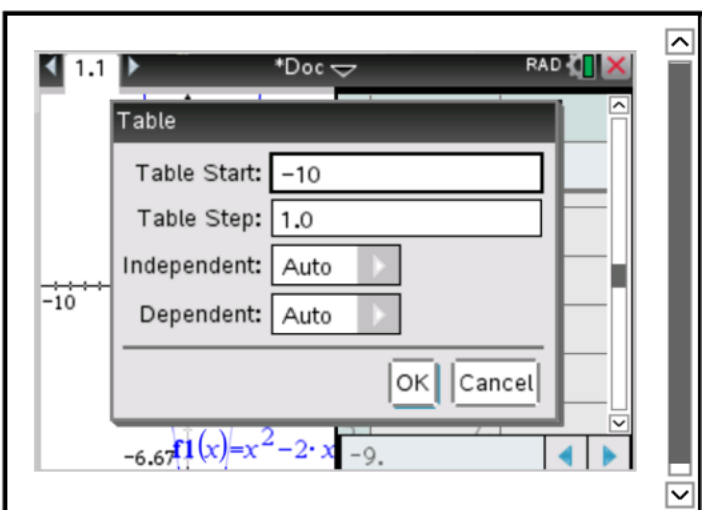 1.1 *Doc RAD
Table
Table Start: -10
Table Step: 1.0
Independent: Auto
Dependent: Auto
-10
OK Cancel
-6.67 f1(x)=x²-2·x -9.